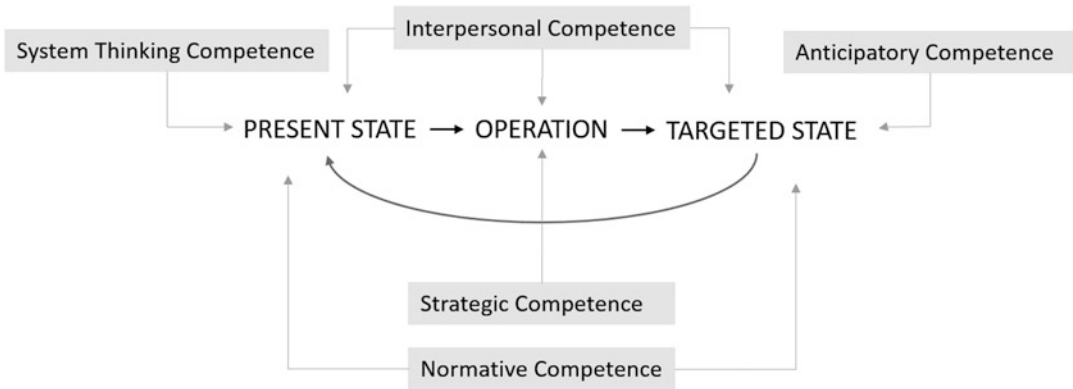 Interpersonal Competence
System Thinking Competence
Anticipatory Competence
PRESENT STATE
OPERATION
TARGETED STATE
Strategic Competence
Normative Competence